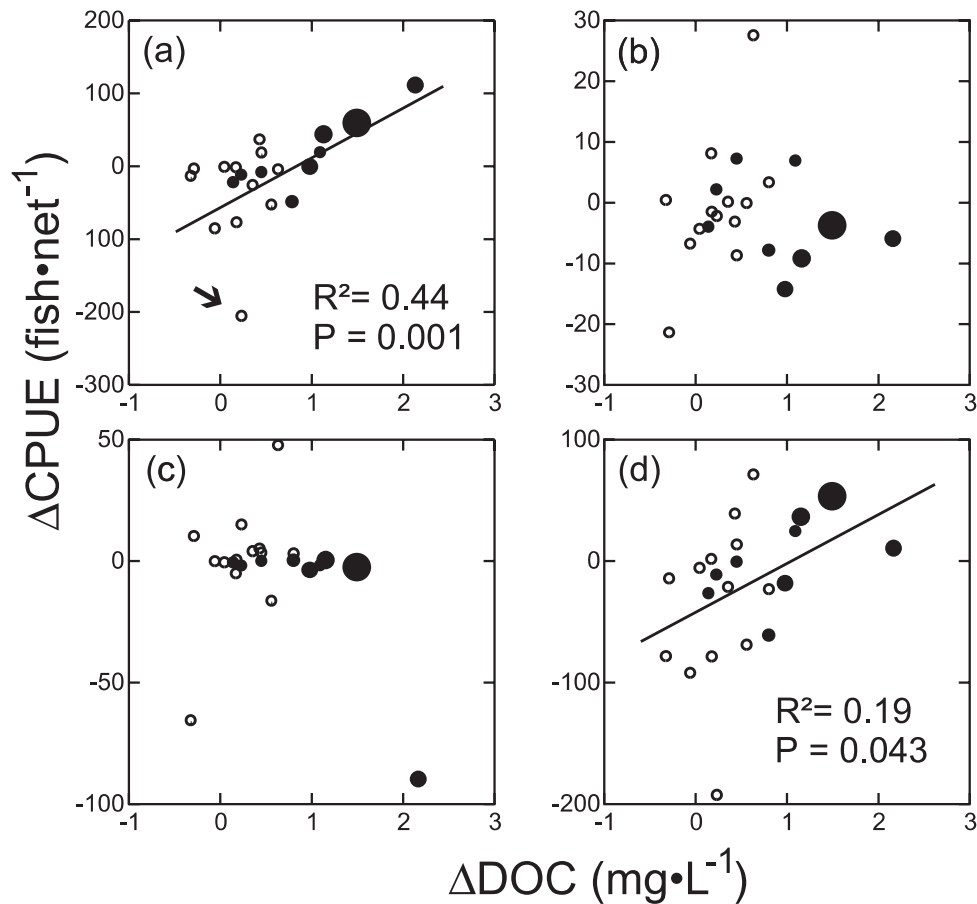 ΔCPUE (fish•net⁻¹)
(a)
200
100
0
100
-200
-300
R²= 0.44
P = 0.001
-1 0 1 2 3
(b)
30
20
10
0
-10
-20
-30
-1 0 1 2 3
(c)
50
0
-50
-100
-1 0 1 2 3
(d)
100
0
-100
-200
R²= 0.19
P = 0.043
-1 0 1 2 3
ΔDOC (mg•L⁻¹)